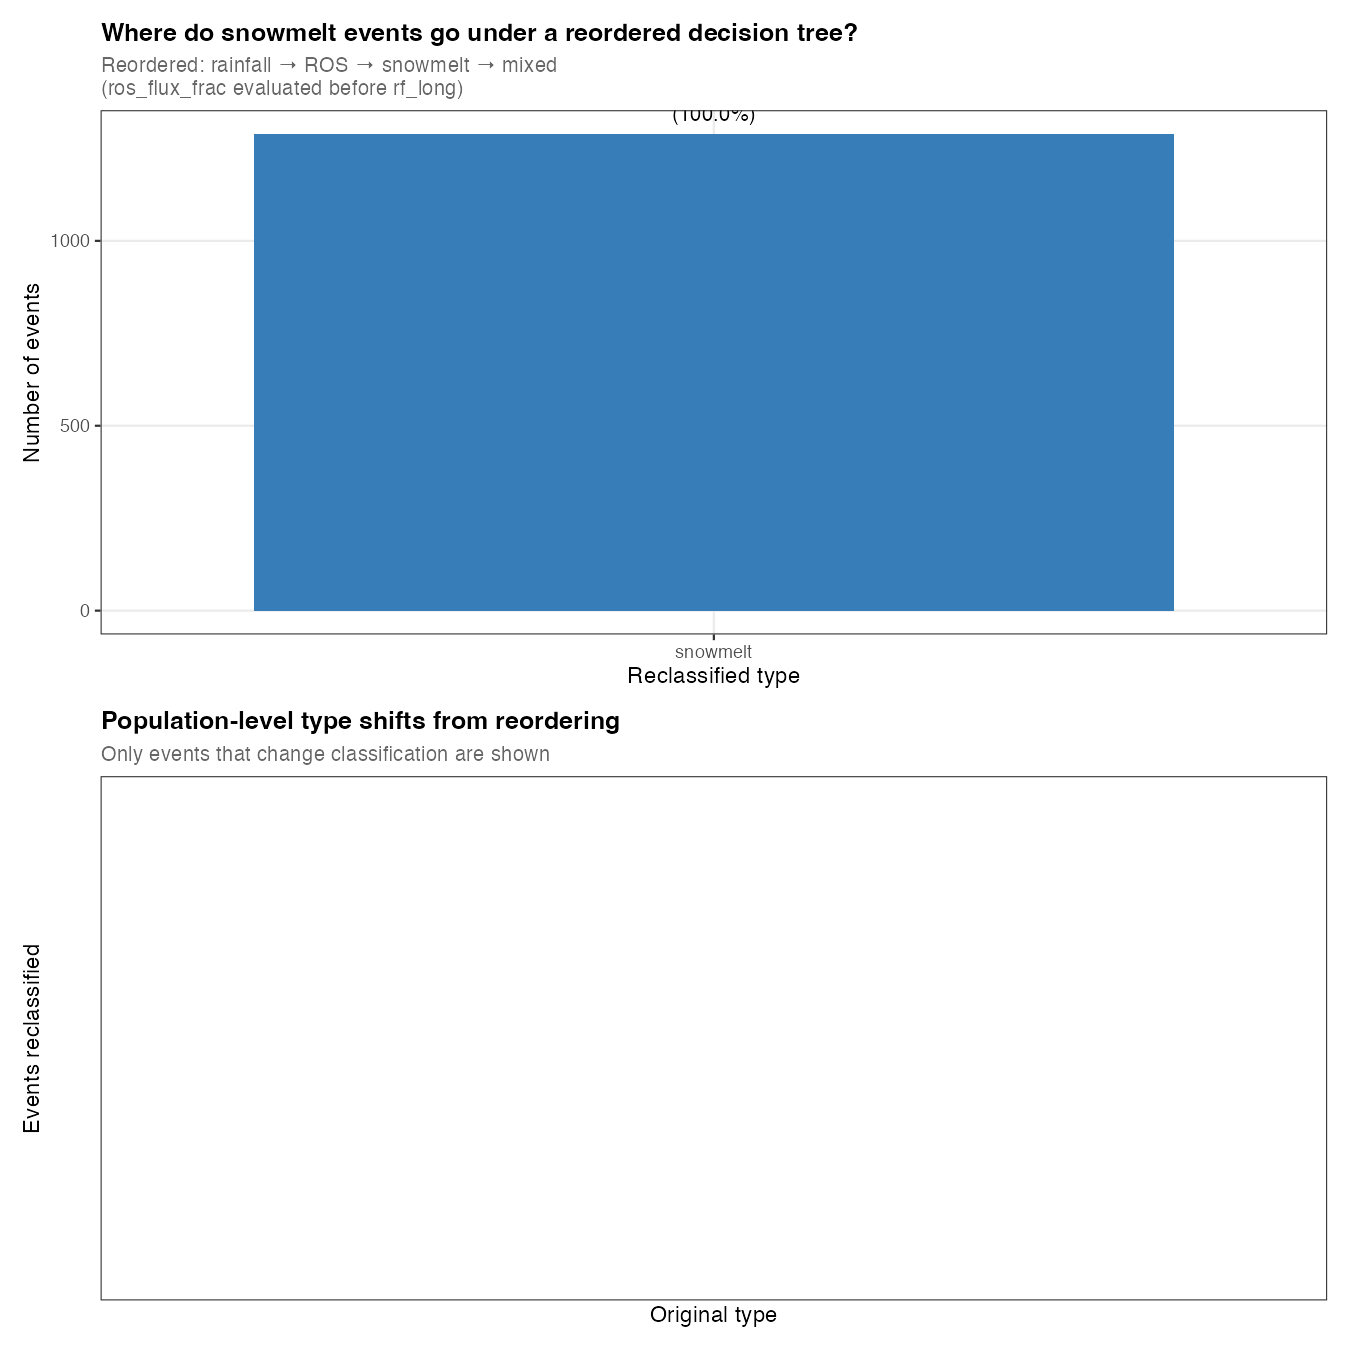 Where do snowmelt events go under a reordered decision tree?
Reordered: rainfall → ROS → snowmelt → mixed
(ros_flux_frac evaluated before rf_long)
(100.0%)
1000
500
0
Number of events
snowmelt
Reclassified type
Population-level type shifts from reordering
Only events that change classification are shown
Events reclassified
Original type